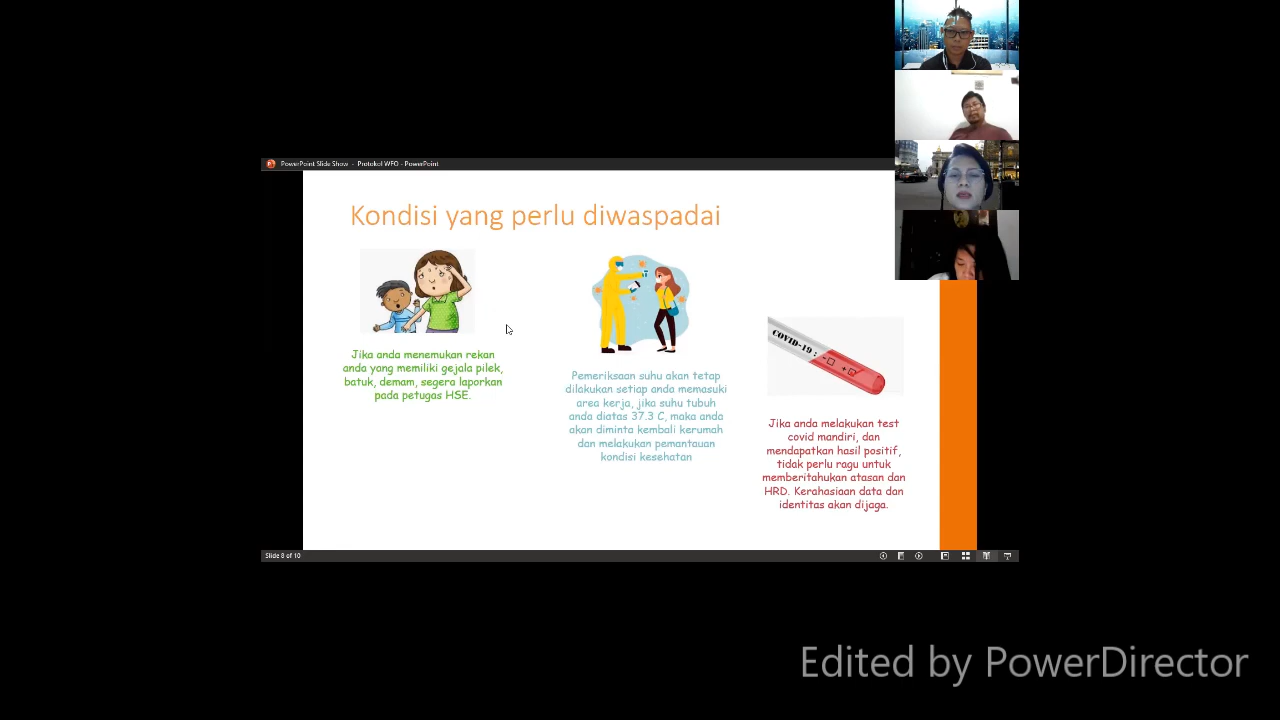 PowerPoint Slide Show - Protokol WFO - PowerPoint
Kondisi yang perlu diwaspadai
Jika anda menemukan rekan
anda yang memiliki gejala pilek,
batuk, demam, segera laporkan
pada petugas HSE.
Pemeriksaan suhu akan tetap
dilakukan setiap anda memasuki
area kerja, jika suhu tubuh
anda diatas 37.3 C, maka anda
akan diminta kembali kerumah
dan melakukan pemantauan
kondisi kesehatan
COVID-19 :
- +
Jika anda melakukan test
covid mandiri, dan
mendapatkan hasil positif,
tidak perlu ragu untuk
memberitahukan atasan dan
HRD. Kerahasiaan data dan
identitas akan dijaga.
Slide 8 of 10
Edited by PowerDirector